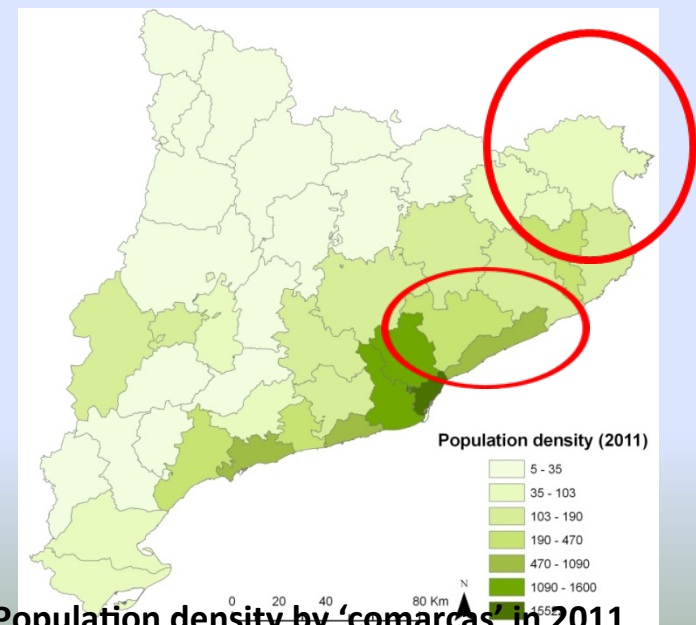 Population density (2011)
5 - 35
35 - 103
103 - 190
190 - 470
470 - 1090
1090 - 1600
0 20 40 80 Km
N
Population density by ‘comarcas’ in 2011